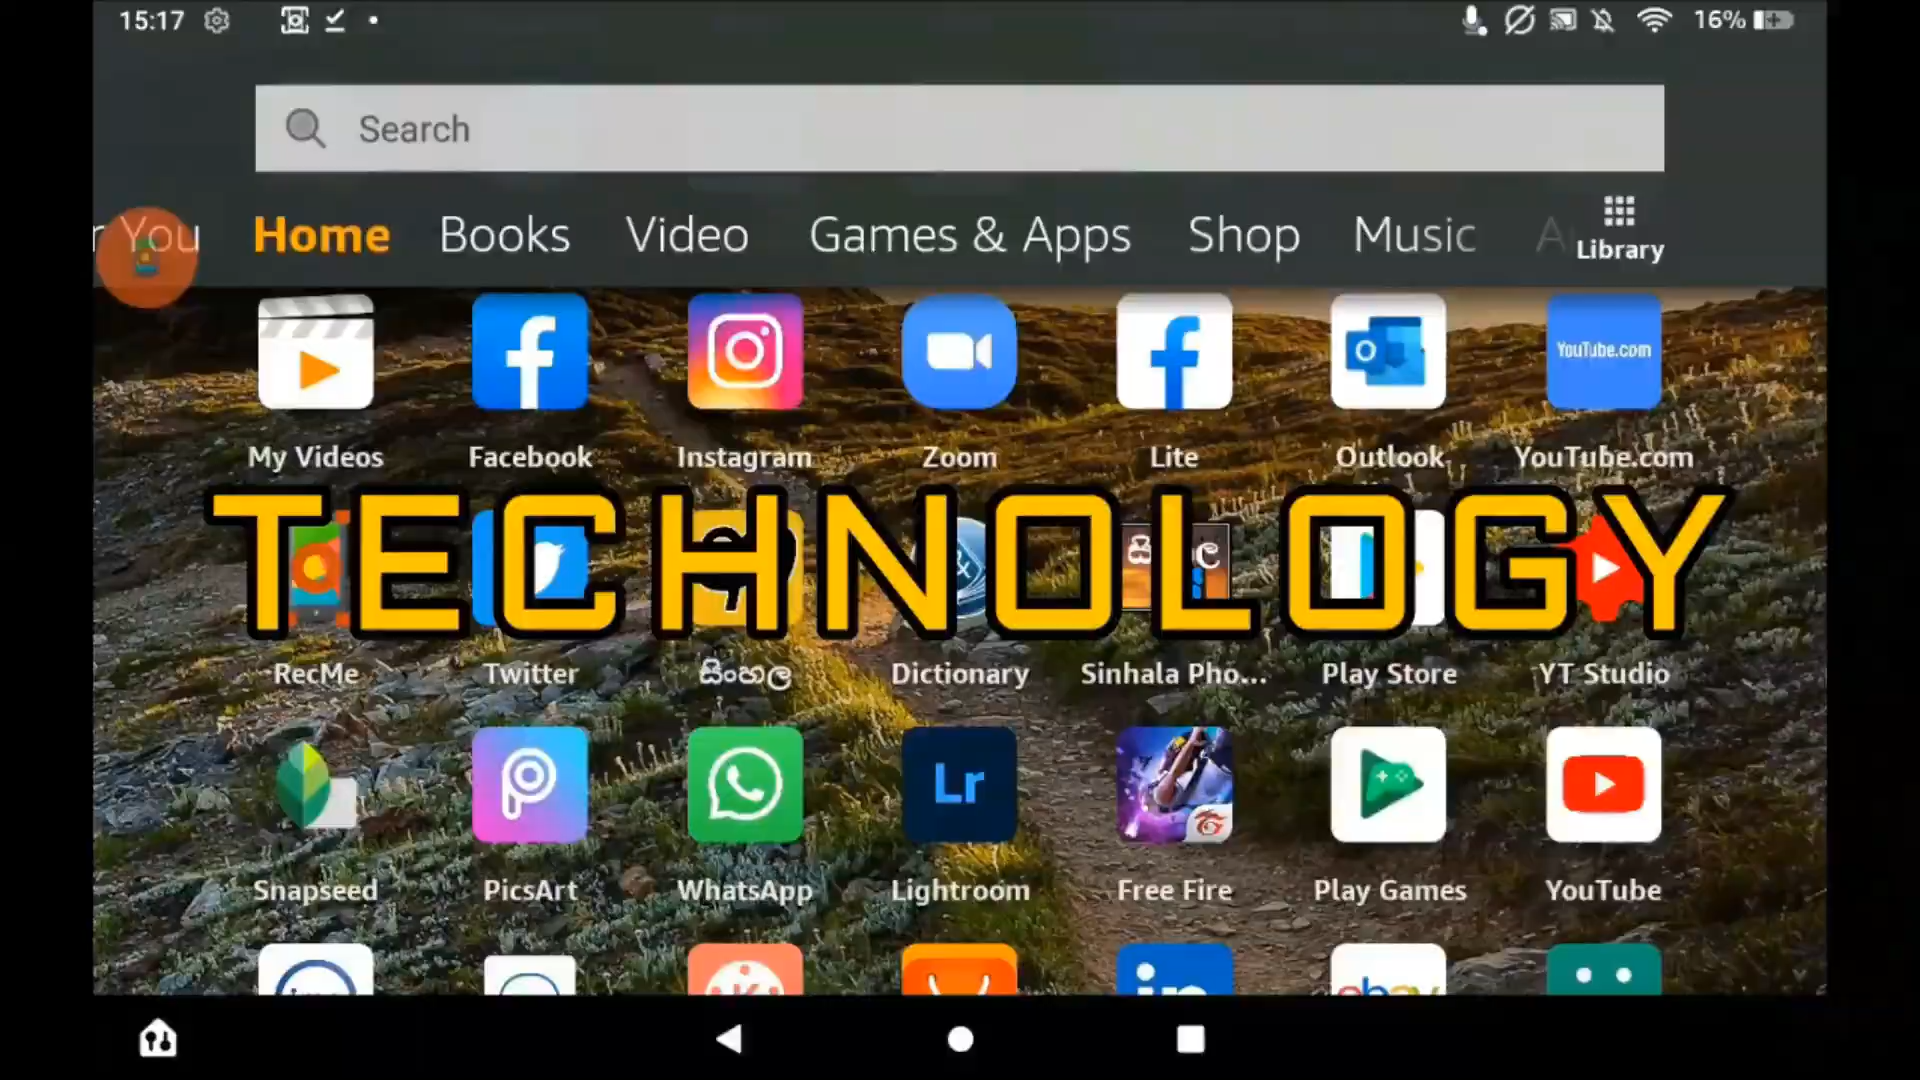 15:17
16%
Search
r You Home Books Video Games & Apps Shop Music A
Library
YouTube.com
My Videos Facebook Instagram Zoom Lite Outlook YouTube.com
TECHNOLOGY
RecMe Twitter සිංහල Dictionary Sinhala Pho... Play Store YT Studio
Lr
Snapseed PicsArt WhatsApp Lightroom Free Fire Play Games YouTube
in ebay